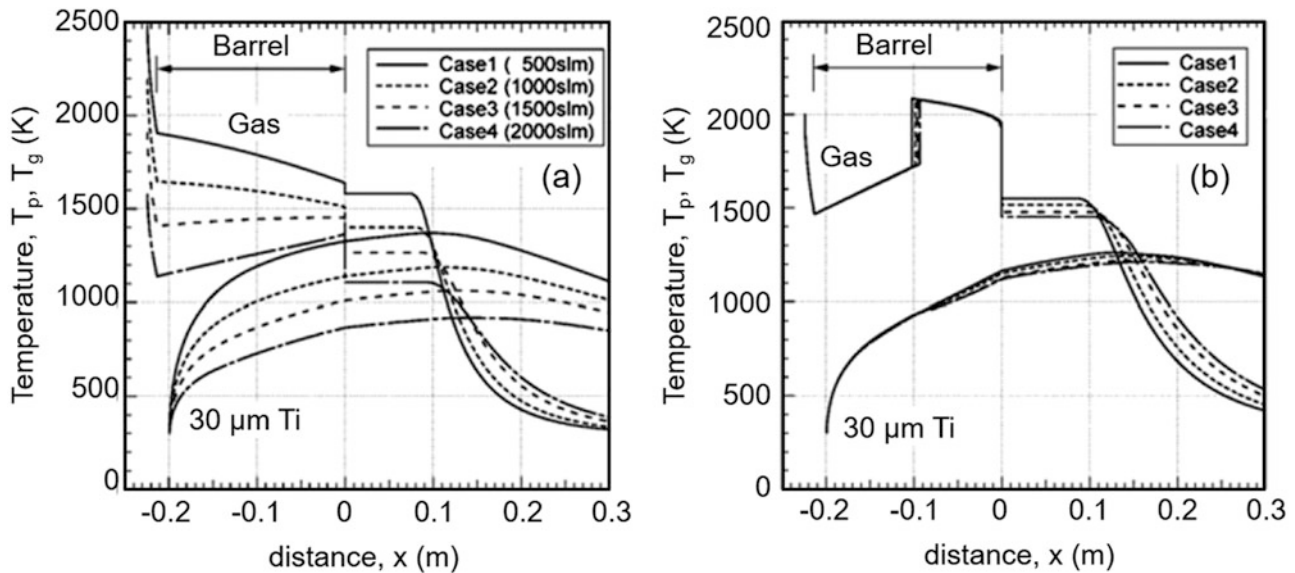 2500
2000
1500
1000
500
0
Temperature, Tp, Tg (K)
Barrel
Case1 ( 500slm)
Case2 (1000slm)
Case3 (1500slm)
Case4 (2000slm)
Gas
(a)
30 µm Ti
-0.2 -0.1 0 0.1 0.2 0.3
distance, x (m)
2500
2000
1500
1000
500
0
Temperature, Tp, Tg (K)
Barrel
Case1
Case2
Case3
Case4
Gas
(b)
30 µm Ti
-0.2 -0.1 0 0.1 0.2 0.3
distance, x (m)